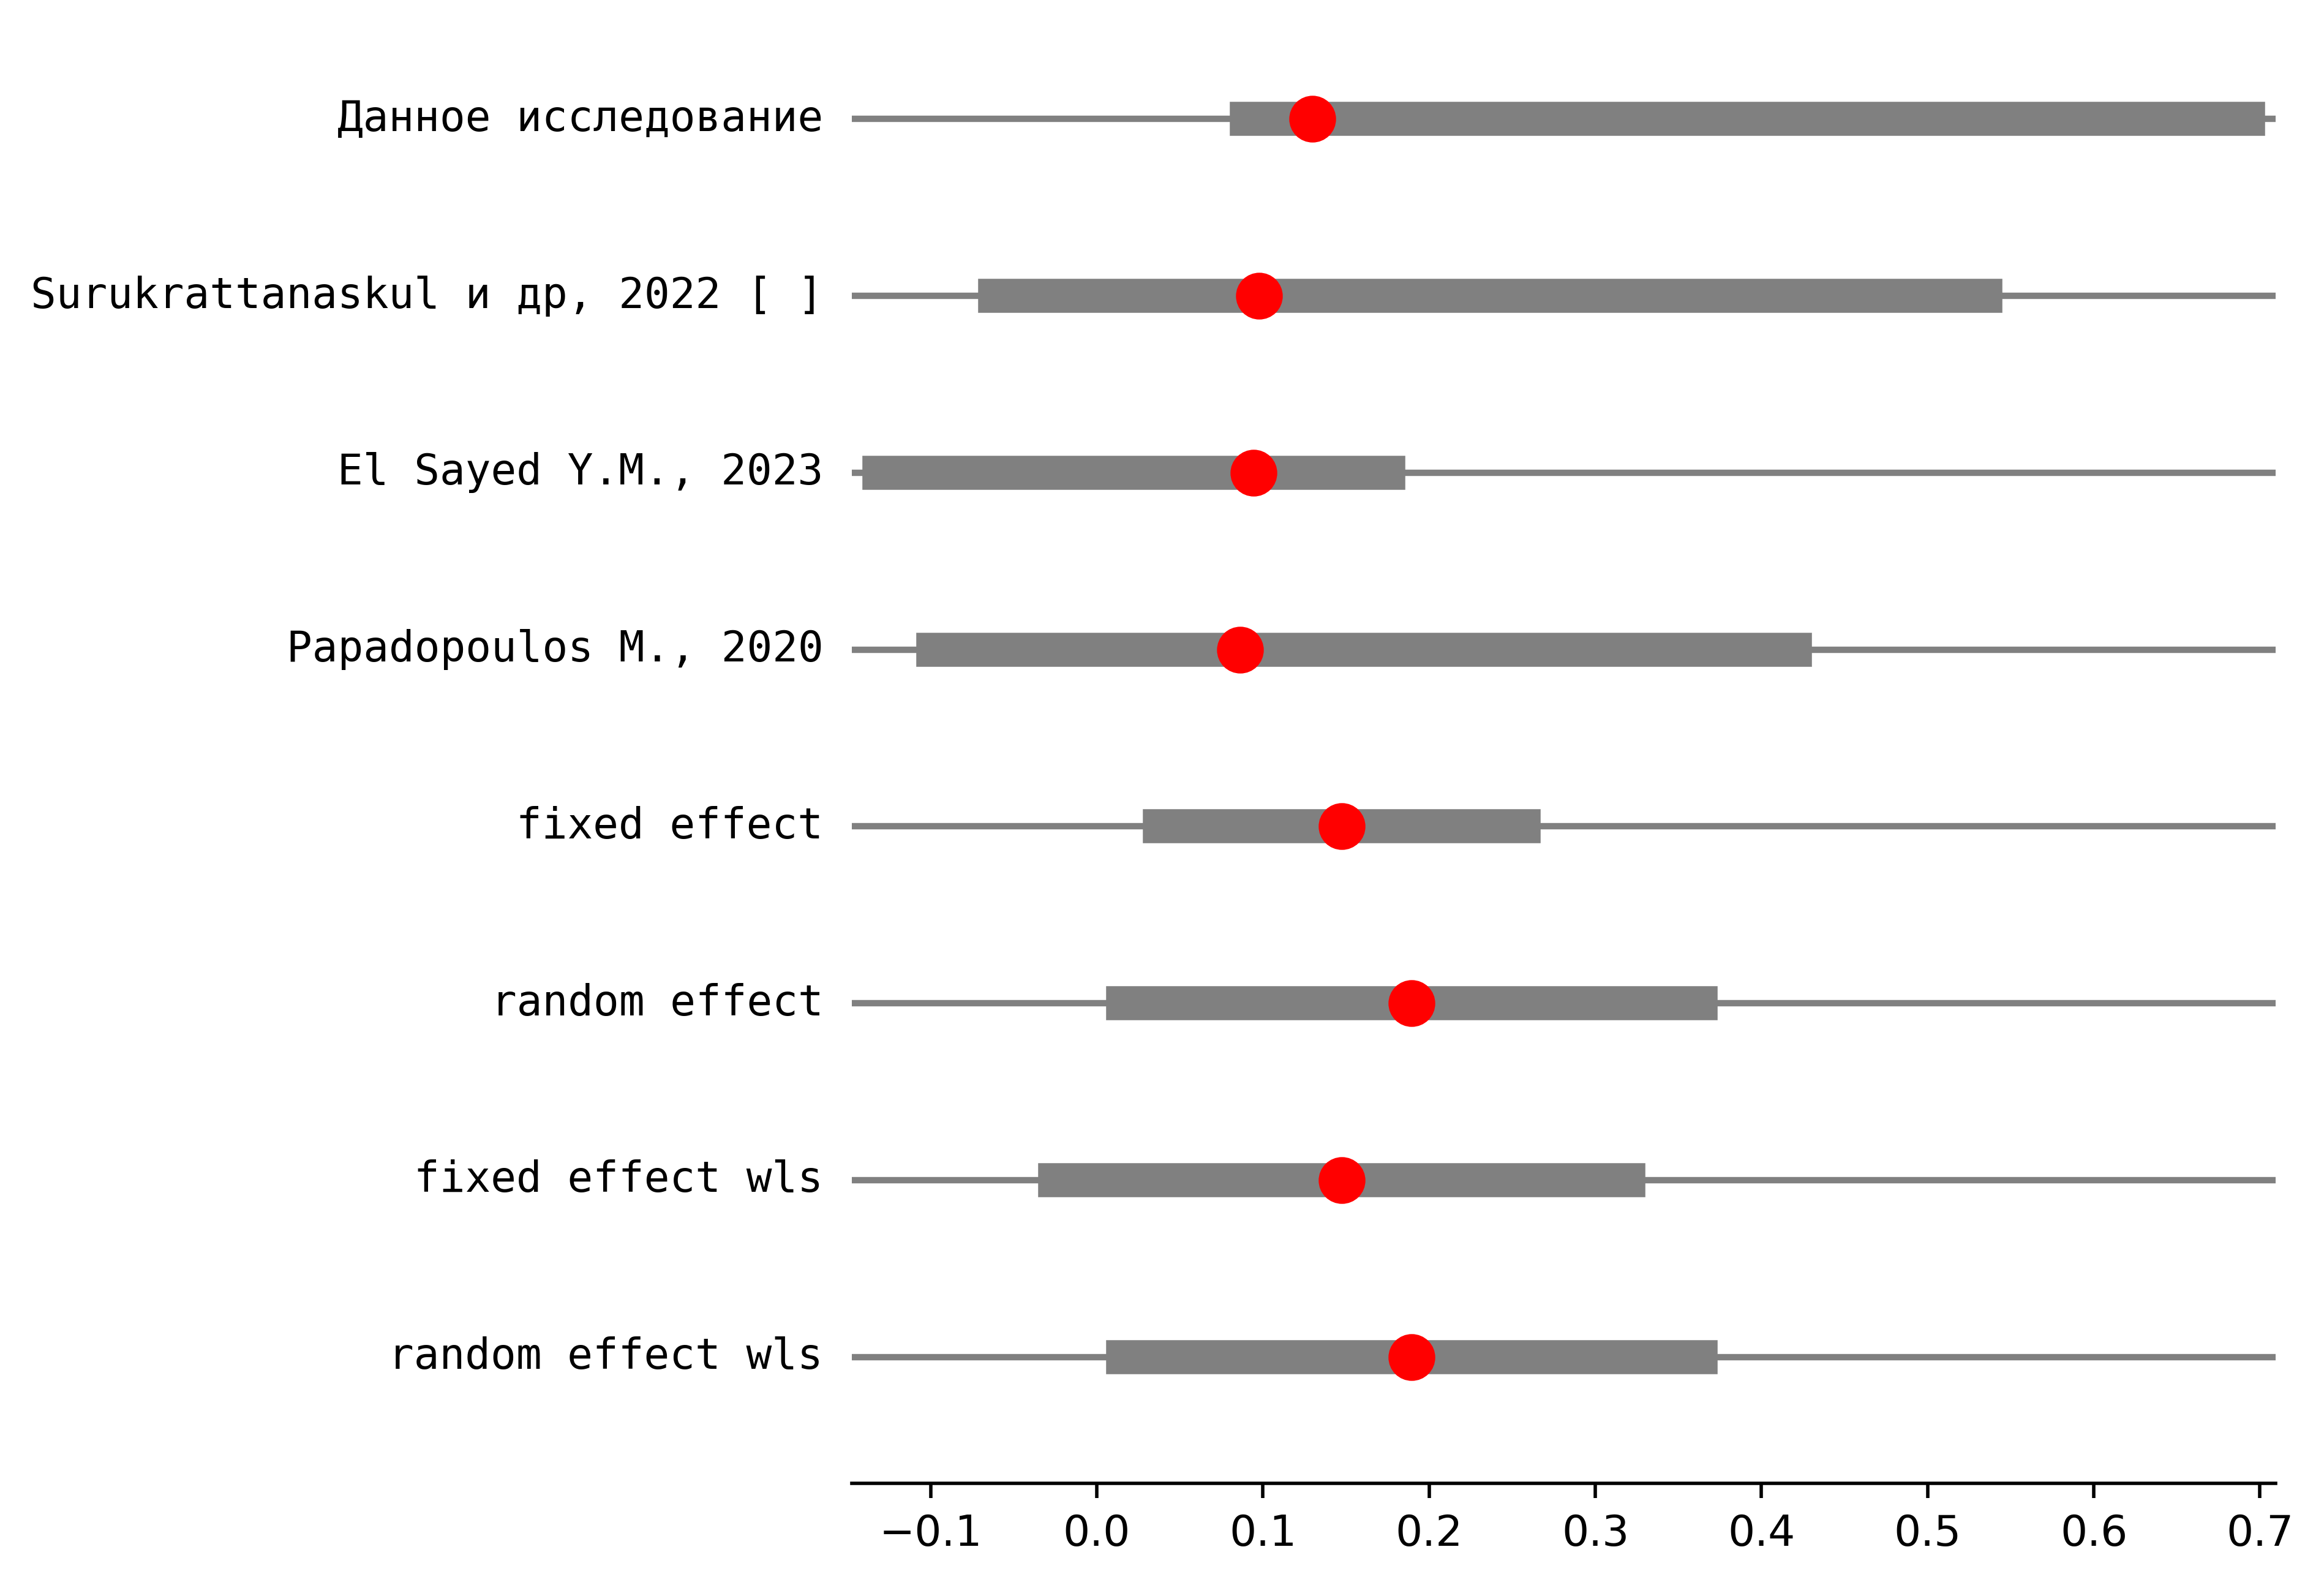 Данное исследование
Surukrattanaskul и др, 2022 [ ]
El Sayed Y.M., 2023
Papadopoulos M., 2020
fixed effect
random effect
fixed effect wls
random effect wls
−0.1 0.0 0.1 0.2 0.3 0.4 0.5 0.6 0.7